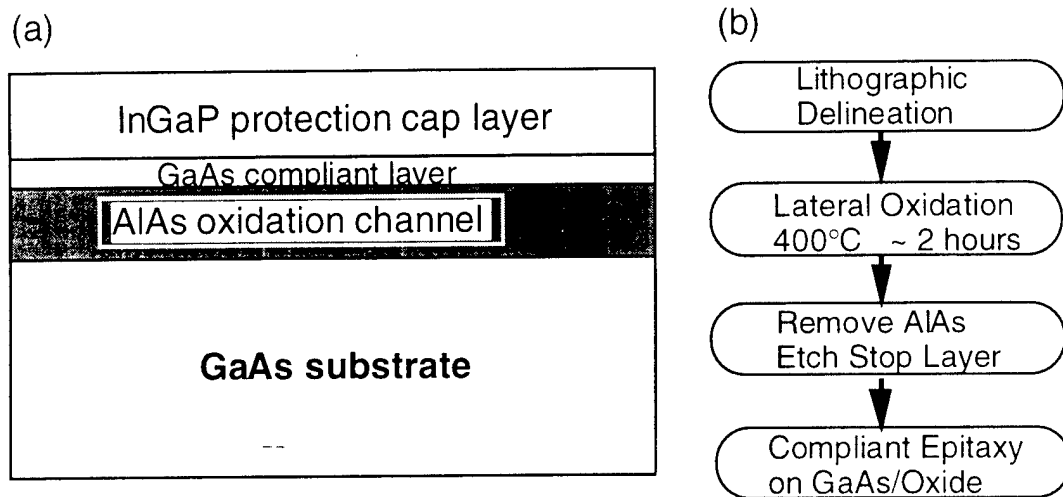 (a)
InGaP protection cap layer
GaAs compliant layer
AlAs oxidation channel
GaAs substrate
(b)
Lithographic
Delineation
Lateral Oxidation
400°C ~ 2 hours
Remove AlAs
Etch Stop Layer
Compliant Epitaxy
on GaAs/Oxide